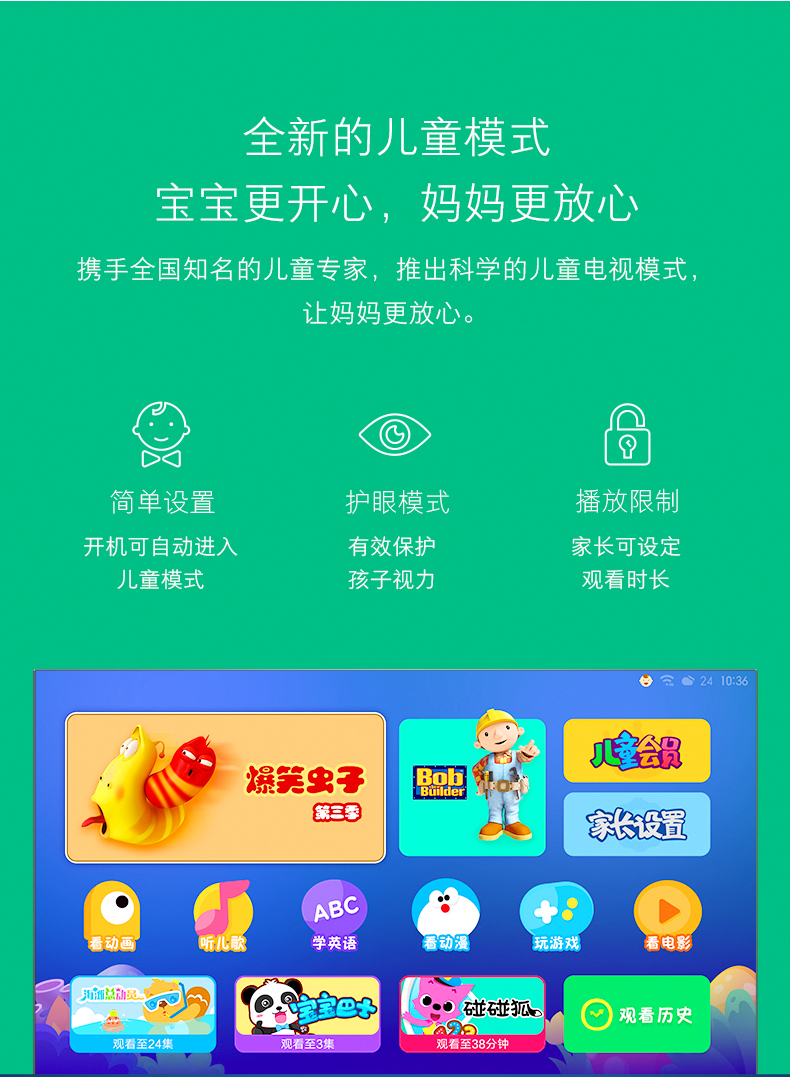 全新的儿童模式
宝宝更开心，妈妈更放心
携手全国知名的儿童专家，推出科学的儿童电视模式，
让妈妈更放心。
简单设置
开机可自动进入
儿童模式
护眼模式
有效保护
孩子视力
播放限制
家长可设定
观看时长
24 10:36
爆笑虫子
第三季
Bob
the Builder
儿童会员
家长设置
看动画
听儿歌
ABC
学英语
看动漫
玩游戏
看电影
海狸总动员
观看至24集
宝宝巴士
观看至3集
碰碰狐
观看至38分钟
观看历史